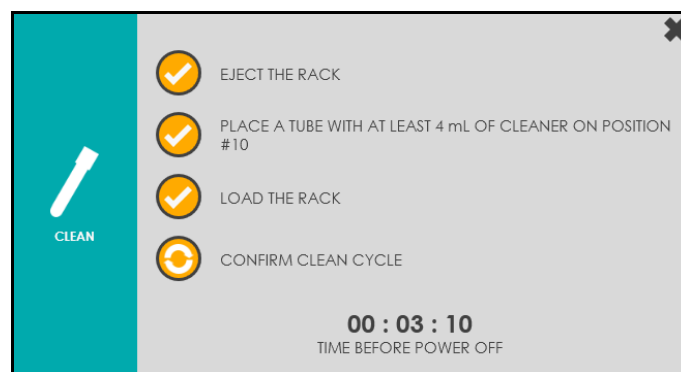 EJECT THE RACK
PLACE A TUBE WITH AT LEAST 4 mL OF CLEANER ON POSITION
#10
LOAD THE RACK
CLEAN
CONFIRM CLEAN CYCLE
00 : 03 : 10
TIME BEFORE POWER OFF